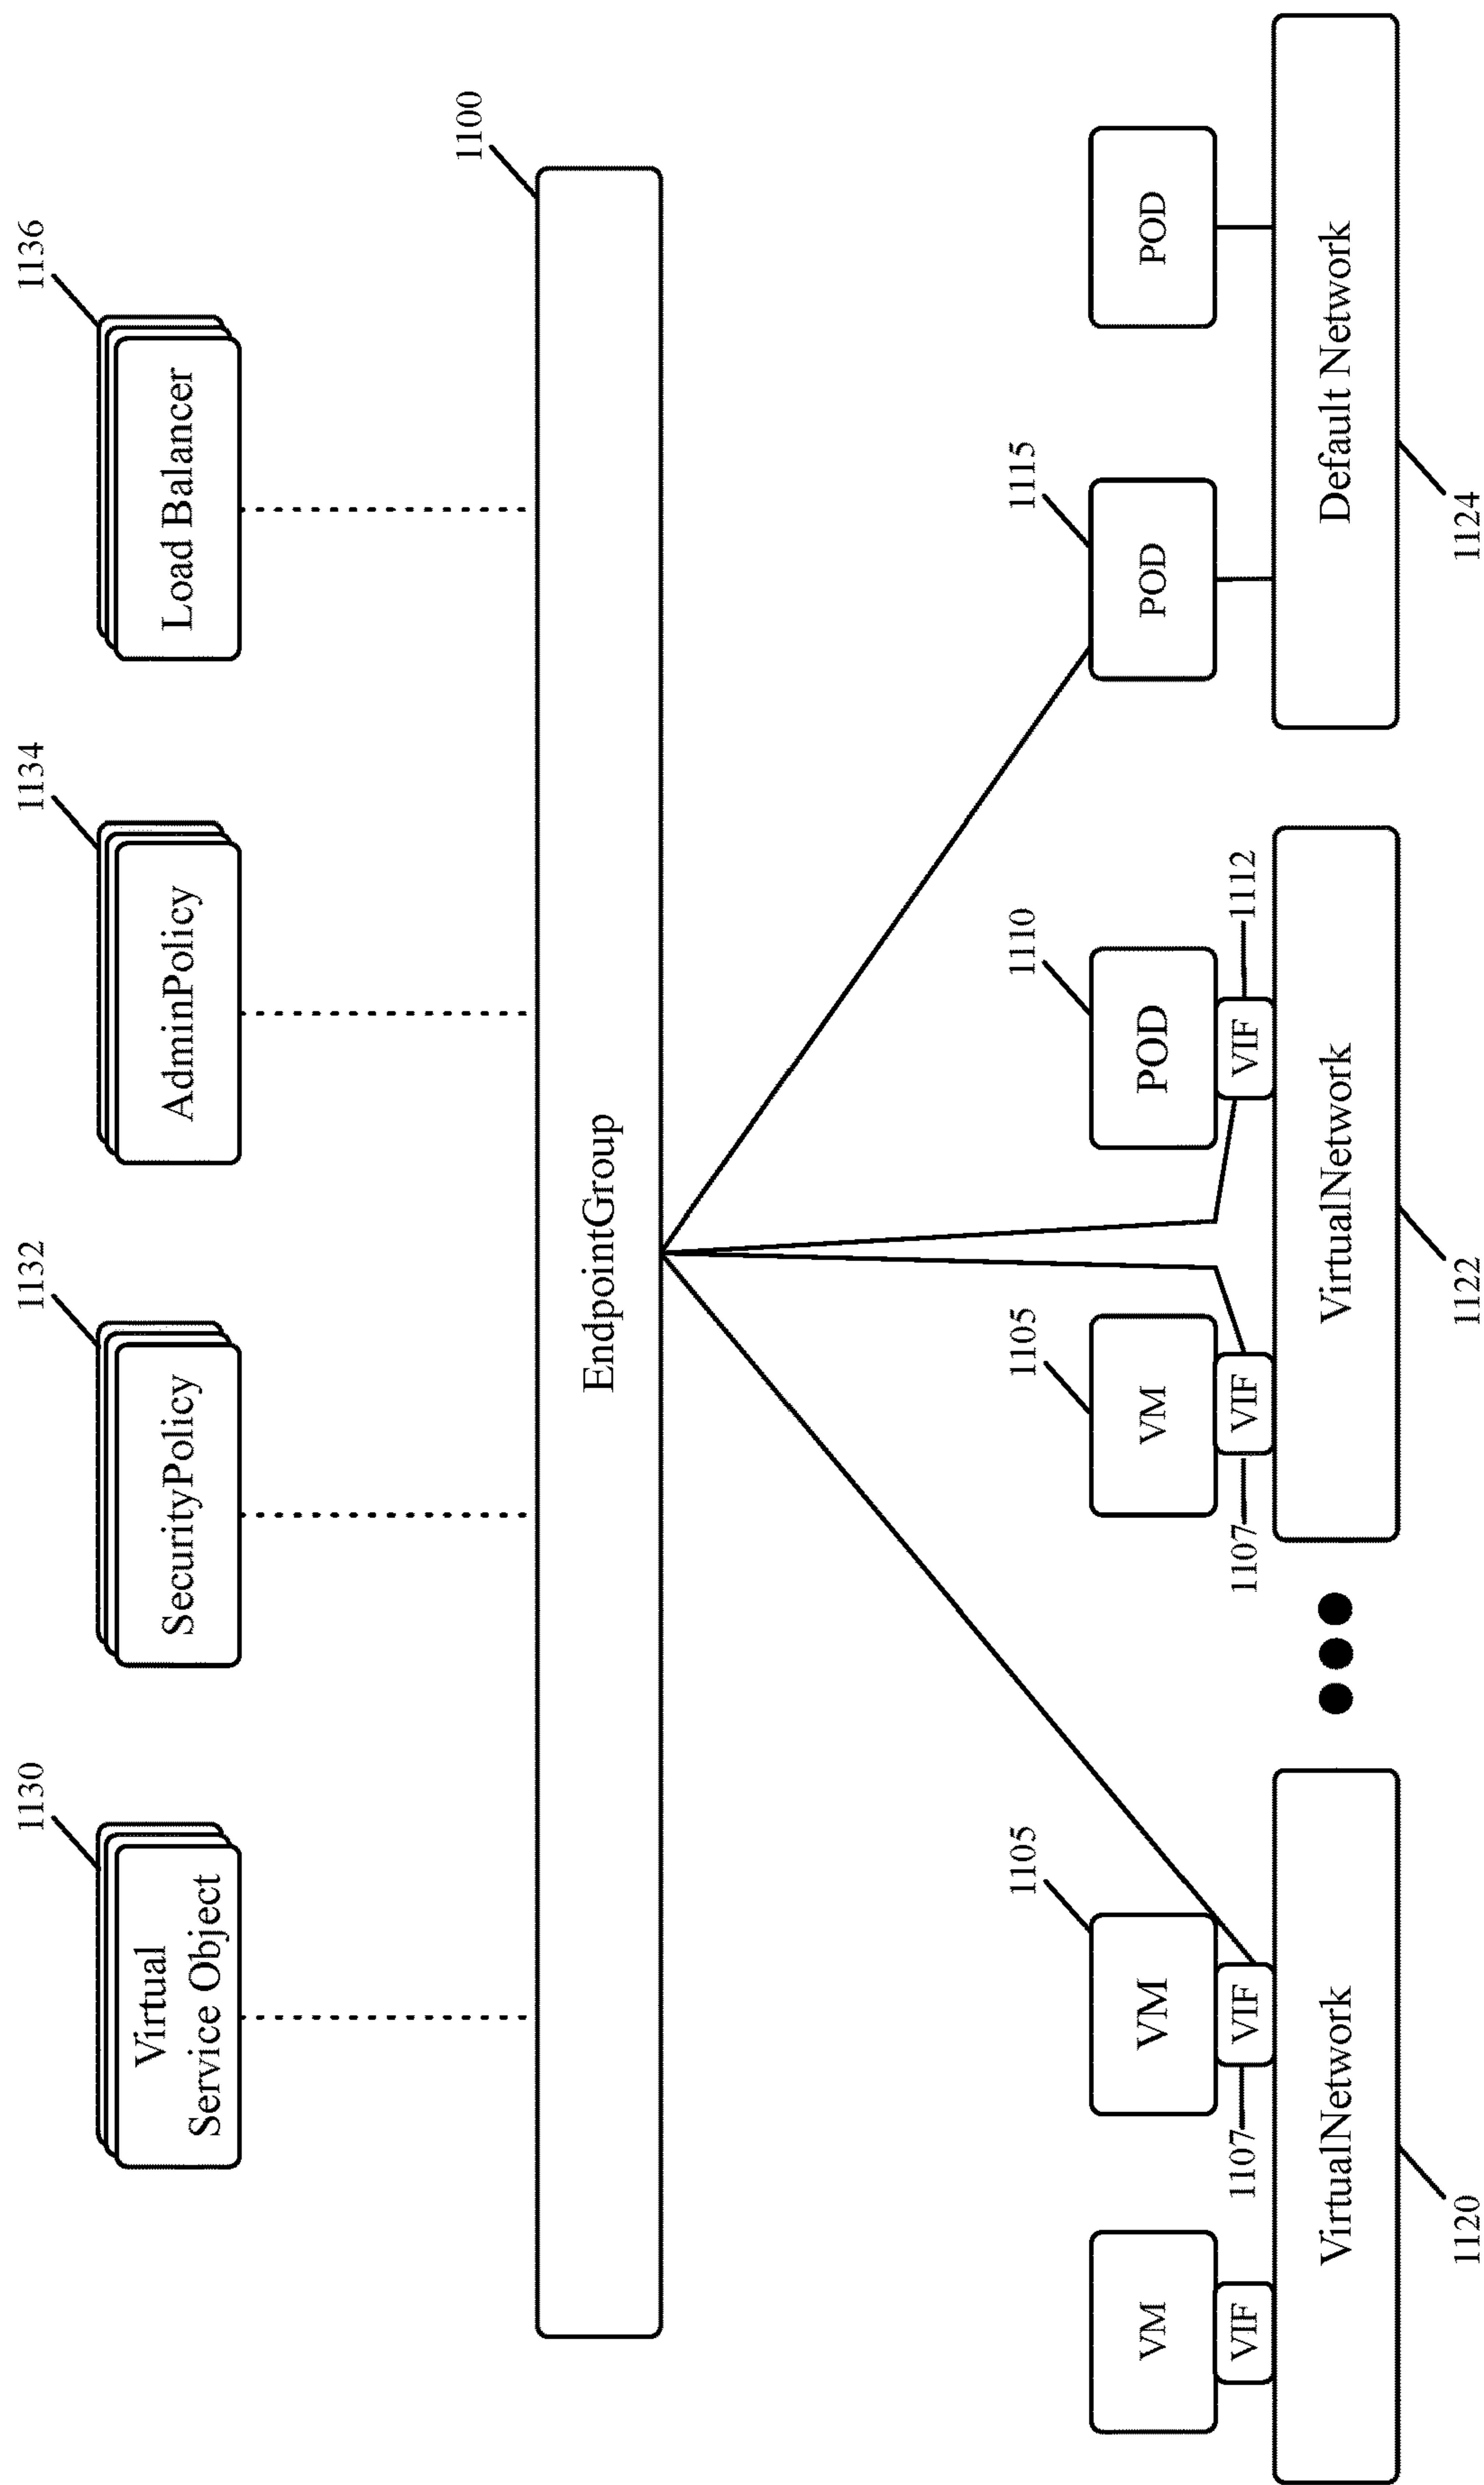 1130
1132
1134
1136
Virtual
Service Object
SecurityPolicy
AdminPolicy
Load Balancer
1100
EndpointGroup
1105
1105
1110
1115
VM
VM
VM
POD
POD
POD
VIF
1107
VIF
1107
VIF
VIF
1112
VirtualNetwork
VirtualNetwork
Default Network
1120
1122
1124